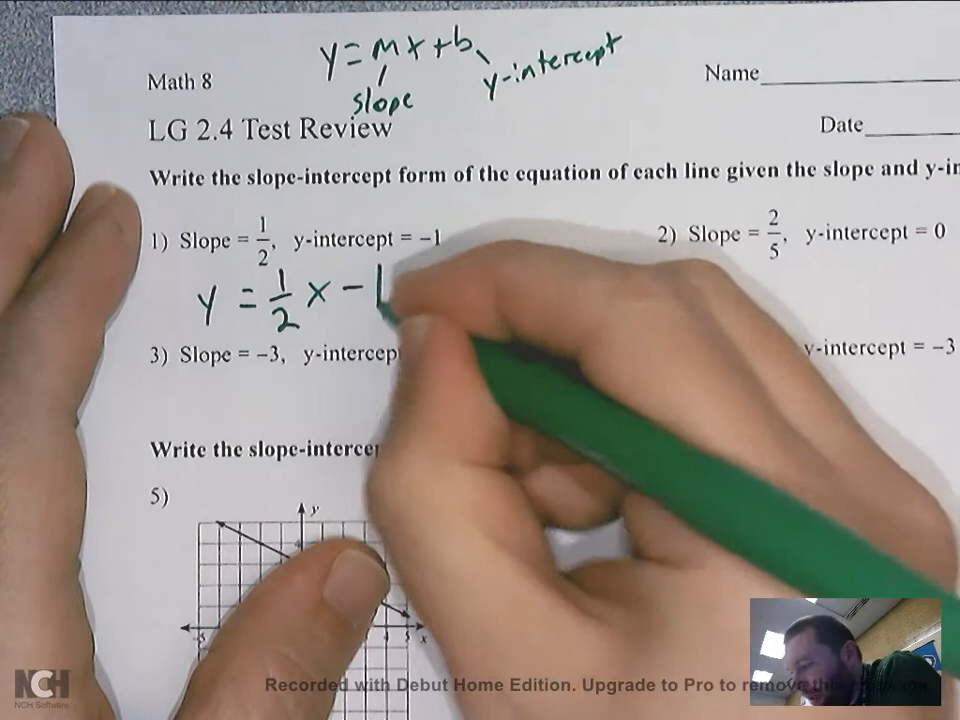 y = mx + b
slope
y-intercept
Math 8
Name
LG 2.4 Test Review
Date
Write the slope-intercept form of the equation of each line given the slope and y-in
1) Slope = 1/2, y-intercept = −1
2) Slope = 2/5, y-intercept = 0
y = 1/2 x − 1
3) Slope = −3, y-intercep
y-intercept = −3
Write the slope-interce
5)
y
x
NCH
NCH Software
Recorded with Debut Home Edition. Upgrade to Pro to remove this message.